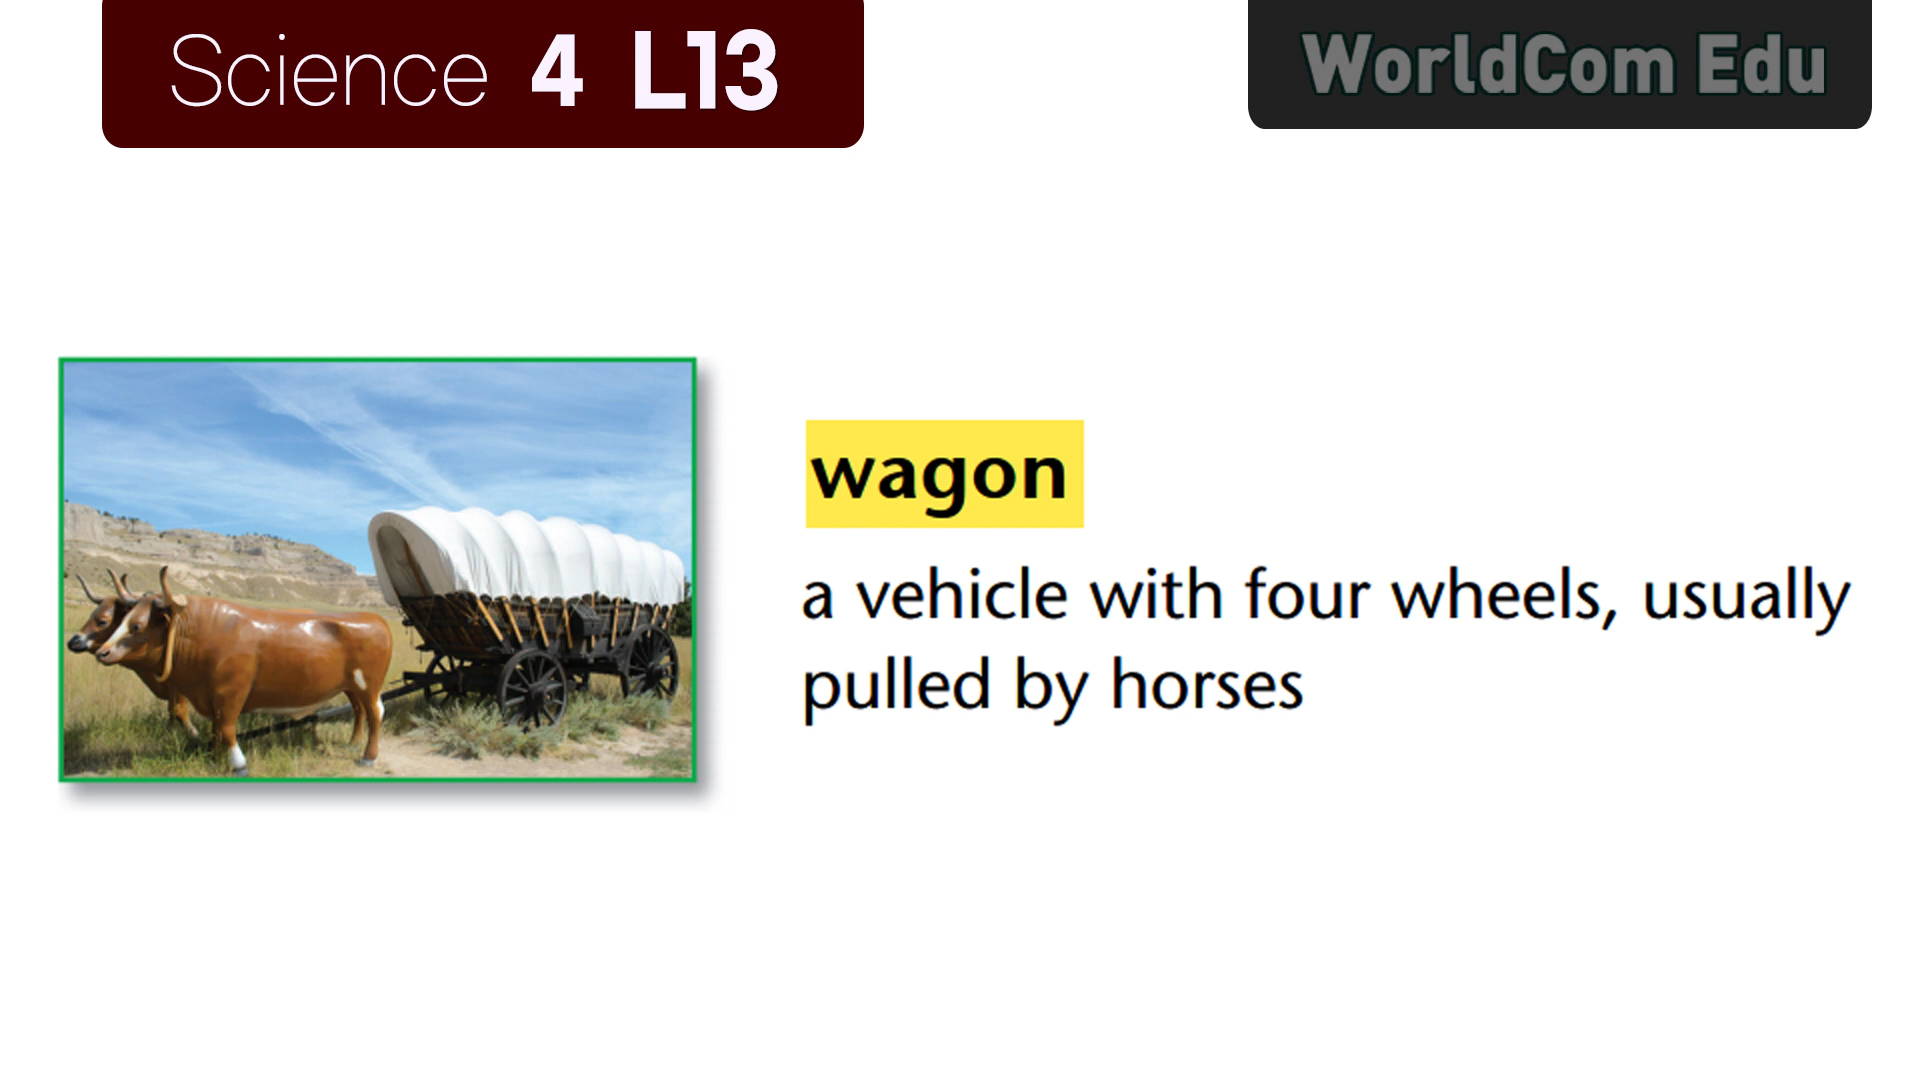 Science 4 L13
WorldCom Edu
wagon
a vehicle with four wheels, usually
pulled by horses